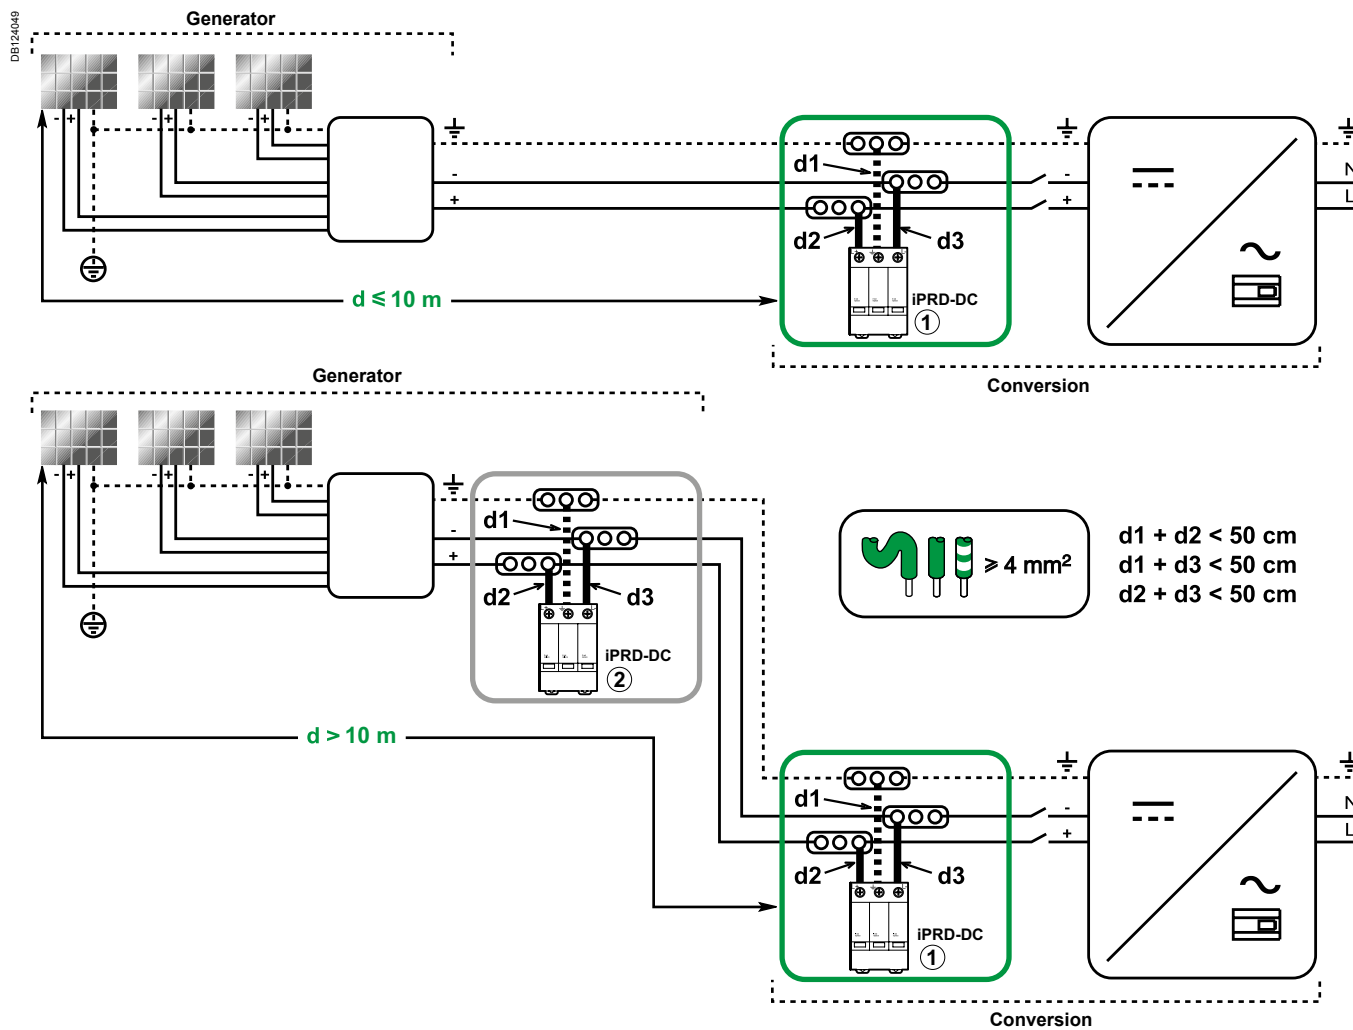 DB124049
Generator
- +
- +
- +
-
+
d1
d2
d3
iPRD-DC
1
-
+
N
L
d ≤ 10 m
Conversion
Generator
- +
- +
- +
-
+
d1
d2
d3
iPRD-DC
2
≥ 4 mm²
d1 + d2 < 50 cm
d1 + d3 < 50 cm
d2 + d3 < 50 cm
d > 10 m
d1
d2
d3
iPRD-DC
1
-
+
N
L
Conversion